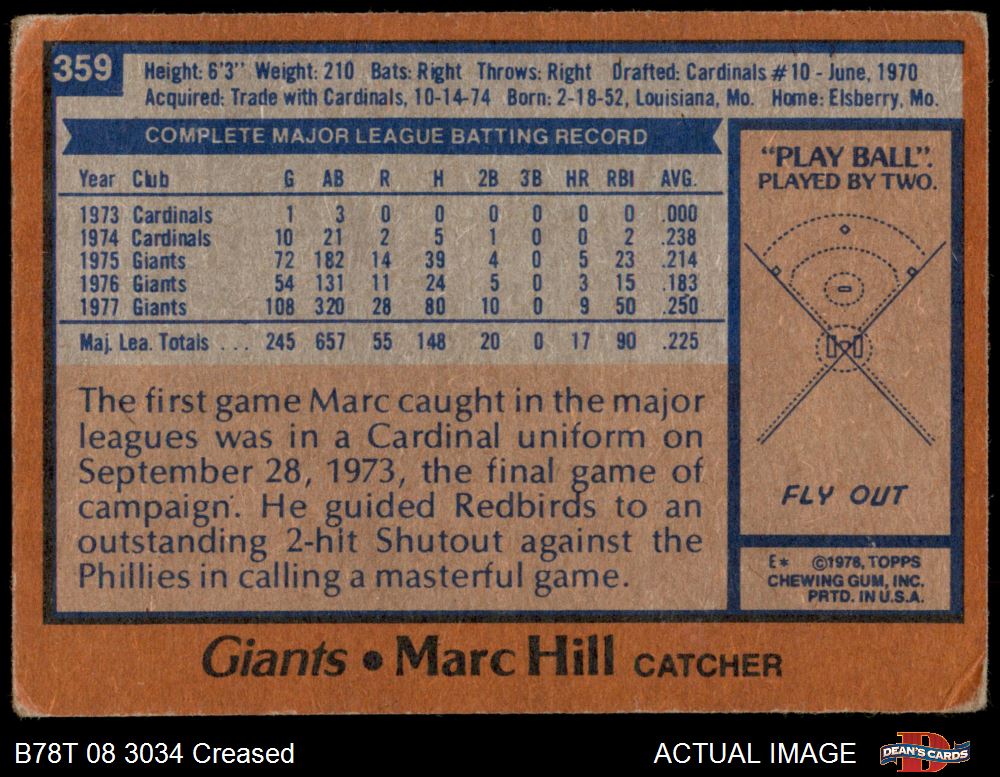 359
Height: 6'3" Weight: 210 Bats: Right Throws: Right Drafted: Cardinals #10 - June, 1970
Acquired: Trade with Cardinals, 10-14-74 Born: 2-18-52, Louisiana, Mo. Home: Elsberry, Mo.
COMPLETE MAJOR LEAGUE BATTING RECORD
Year Club G AB R H 2B 3B HR RBI AVG.
1973 Cardinals 1 3 0 0 0 0 0 0 .000
1974 Cardinals 10 21 2 5 1 0 0 2 .238
1975 Giants 72 182 14 39 4 0 5 23 .214
1976 Giants 54 131 11 24 5 0 3 15 .183
1977 Giants 108 320 28 80 10 0 9 50 .250
Maj. Lea. Totals ... 245 657 55 148 20 0 17 90 .225
The first game Marc caught in the major
leagues was in a Cardinal uniform on
September 28, 1973, the final game of
campaign. He guided Redbirds to an
outstanding 2-hit Shutout against the
Phillies in calling a masterful game.
"PLAY BALL".
PLAYED BY TWO.
FLY OUT
E* ©1978, TOPPS
CHEWING GUM, INC.
PRTD. IN U.S.A.
Giants • Marc Hill CATCHER
B78T 08 3034 Creased
ACTUAL IMAGE
DEAN'S CARDS